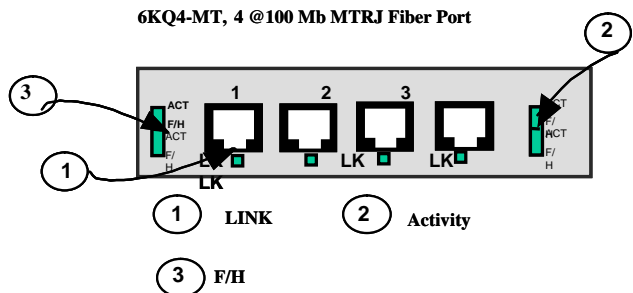 6KQ4-MT, 4 @100 Mb MTRJ Fiber Port
2
3
ACT
F/H
ACT
F/
H
1
2
3
ACT
F/
H
ACT
F/
H
1
LK
LK
LK
LK
1 LINK
2 Activity
3 F/H